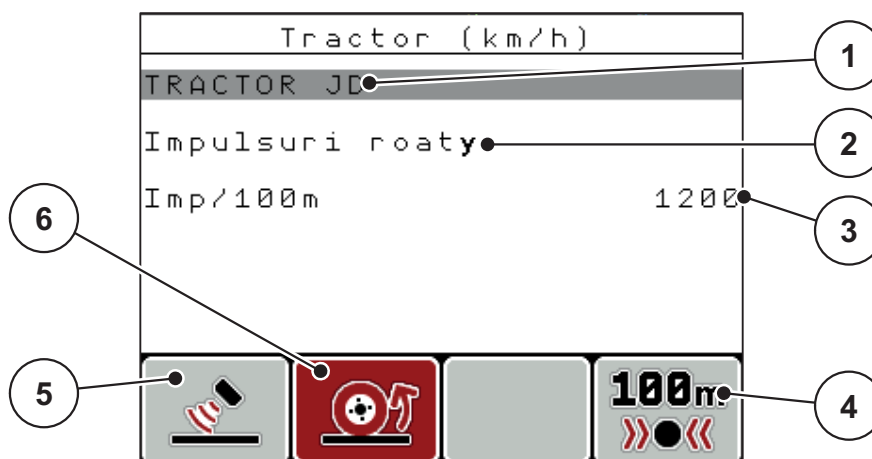 Tractor (km/h)
TRACTOR JD
Impulsuri roaty
Imp/100m 1200
100m
1
2
3
4
5
6